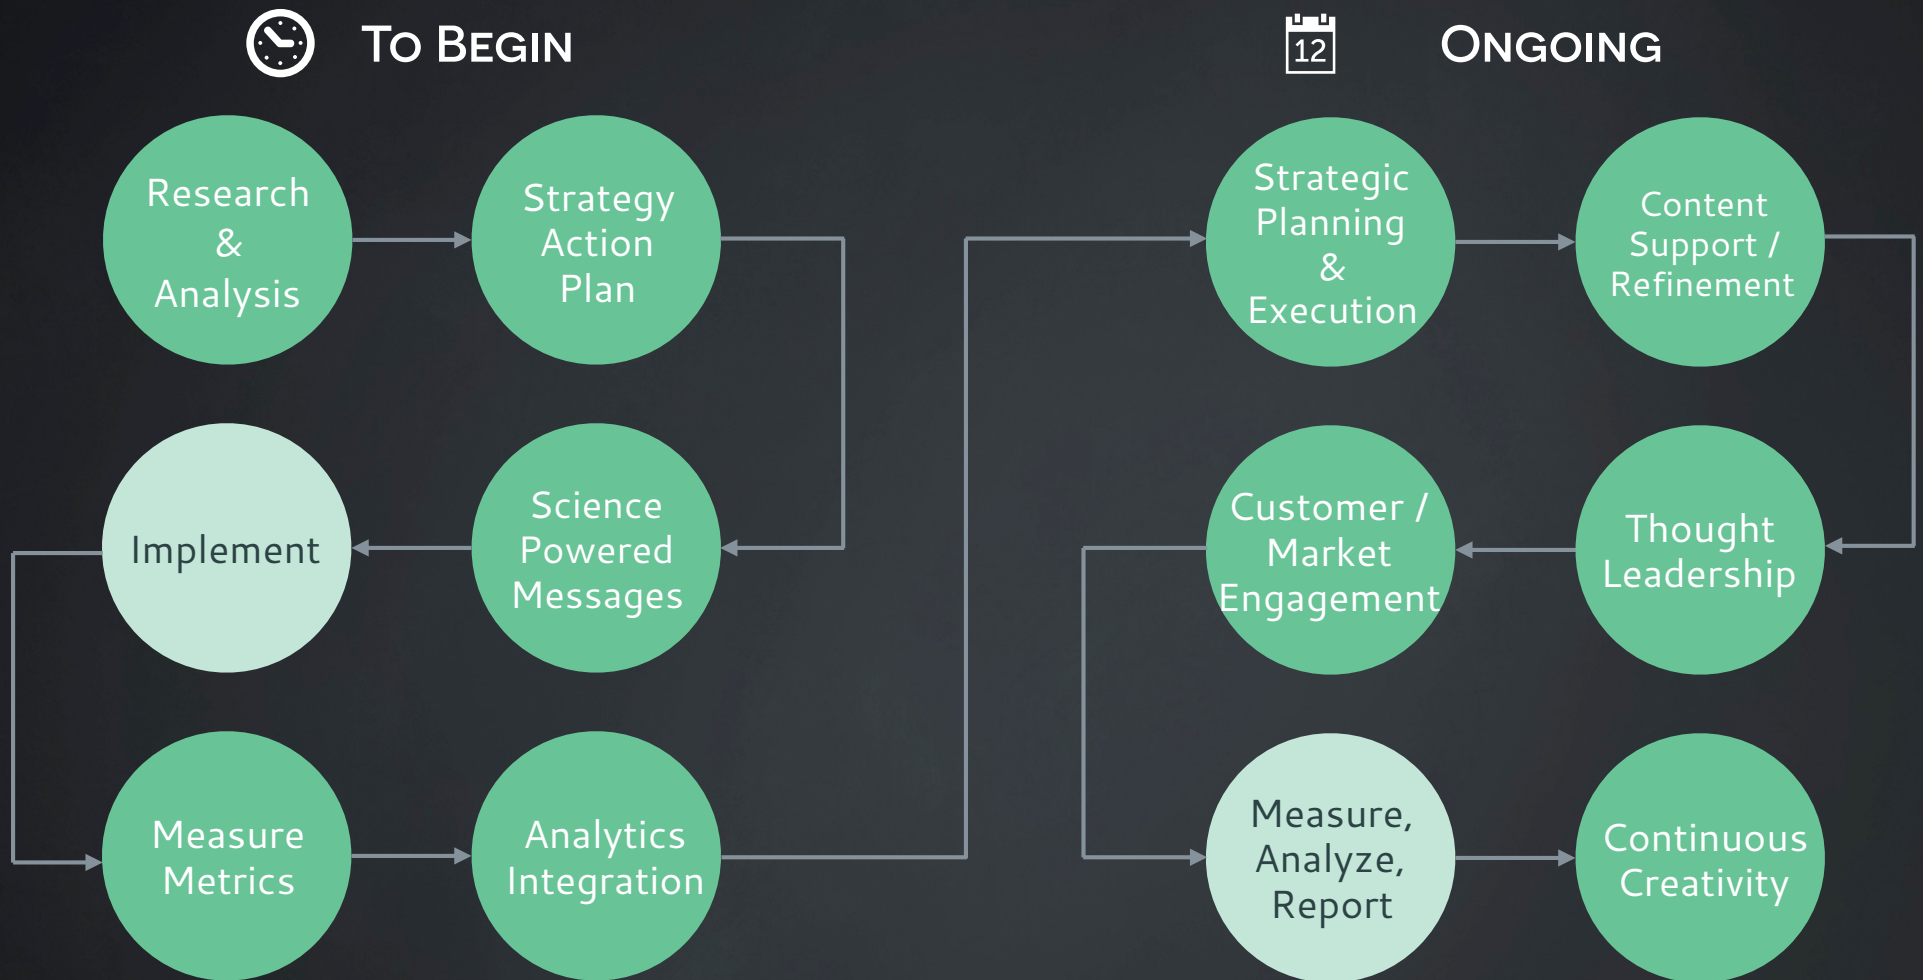 To Begin
12
Ongoing
Research
&
Analysis
Strategy
Action
Plan
Science
Powered
Messages
Implement
Measure
Metrics
Analytics
Integration
Strategic
Planning
&
Execution
Content
Support /
Refinement
Thought
Leadership
Customer /
Market
Engagement
Measure,
Analyze,
Report
Continuous
Creativity